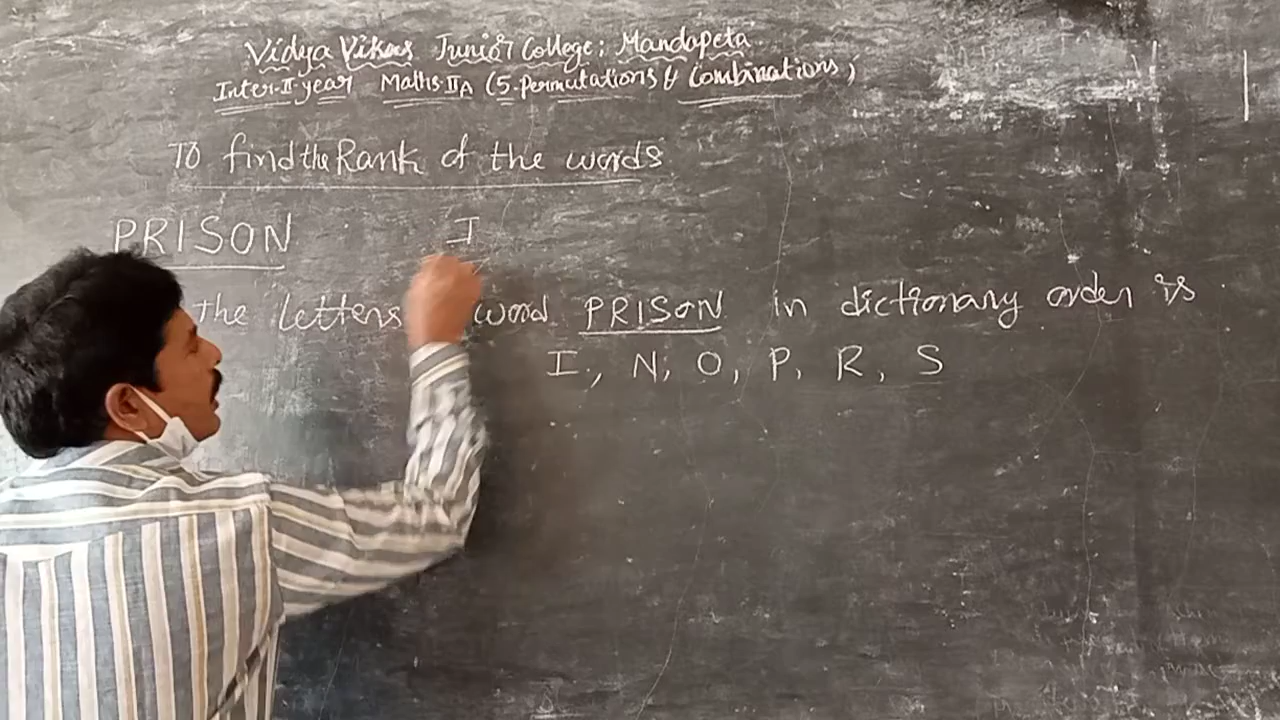 Vidya Vikas Junior College; Mandapeta
Inter-II-year Maths-IIA (5-Permutations & Combinations)
To find the Rank of the words
PRISON I
the letters word PRISON in dictionary order is
I, N, O, P, R, S